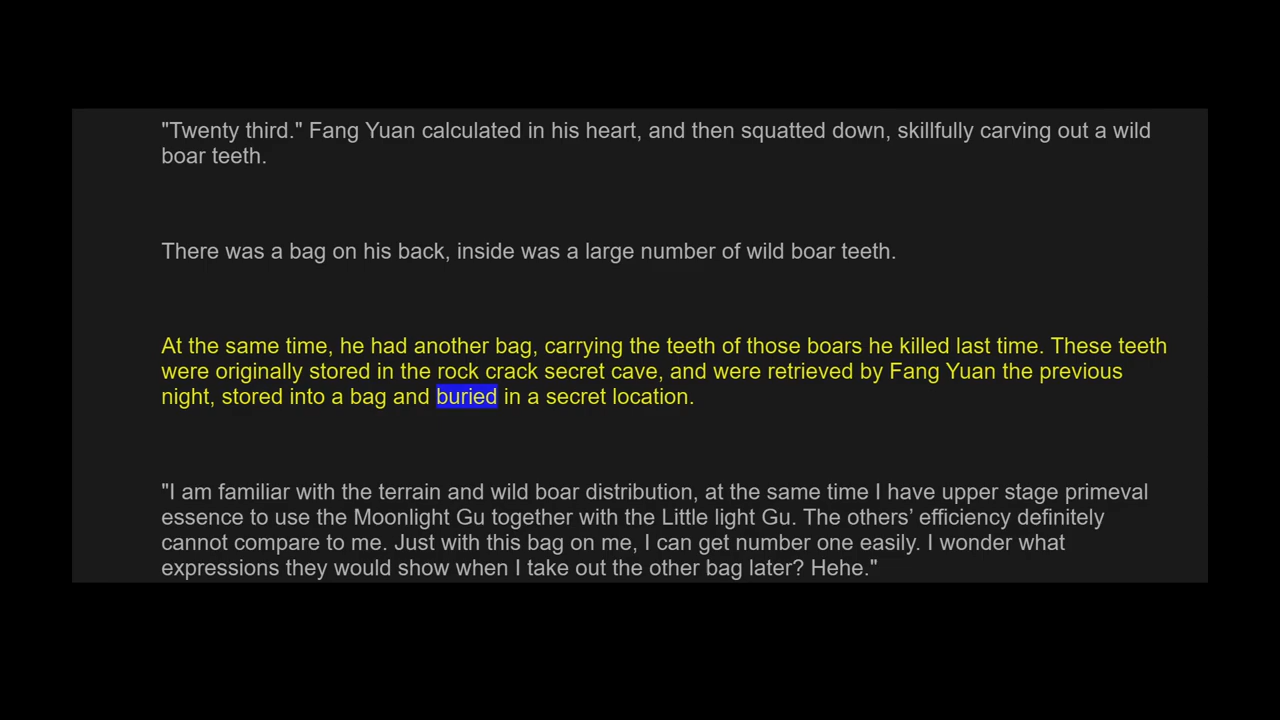 "Twenty third." Fang Yuan calculated in his heart, and then squatted down, skillfully carving out a wild
boar teeth.
There was a bag on his back, inside was a large number of wild boar teeth.
At the same time, he had another bag, carrying the teeth of those boars he killed last time. These teeth
were originally stored in the rock crack secret cave, and were retrieved by Fang Yuan the previous
night, stored into a bag and buried in a secret location.
"I am familiar with the terrain and wild boar distribution, at the same time I have upper stage primeval
essence to use the Moonlight Gu together with the Little light Gu. The others’ efficiency definitely
cannot compare to me. Just with this bag on me, I can get number one easily. I wonder what
expressions they would show when I take out the other bag later? Hehe."